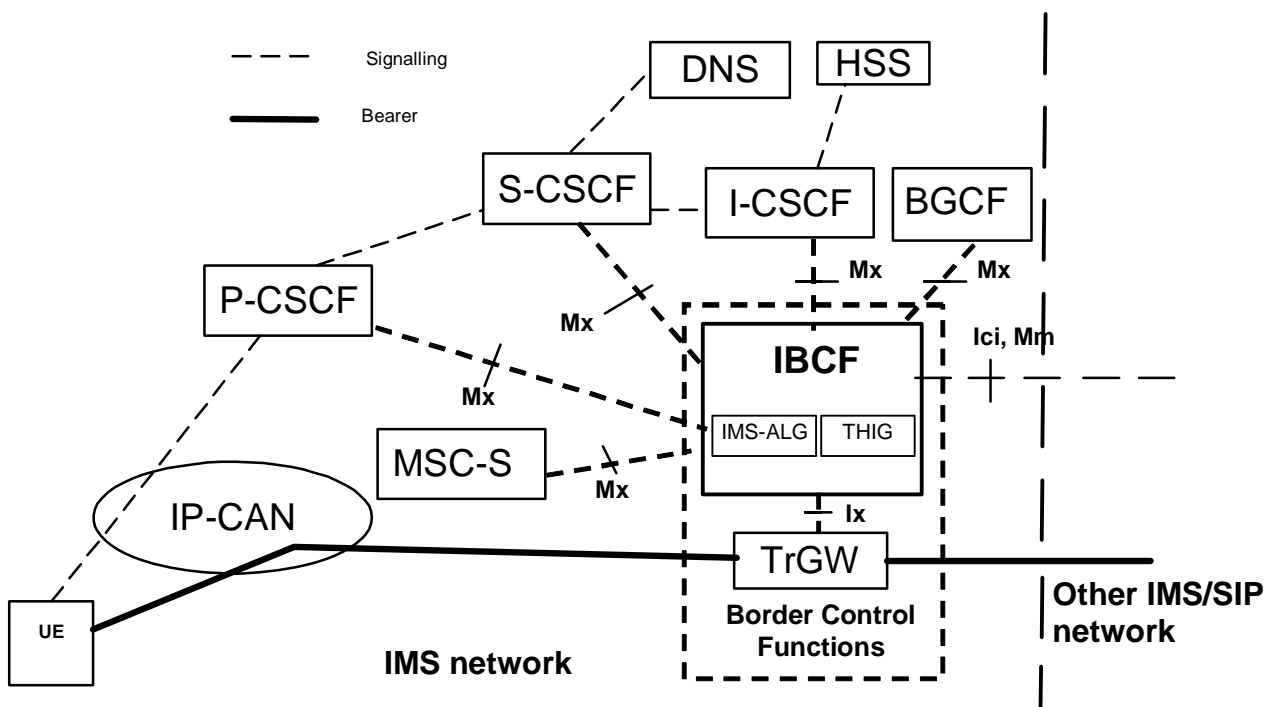 Signalling
DNS
HSS
Bearer
S-CSCF
I-CSCF
BGCF
P-CSCF
Mx
Mx
Mx
Ici, Mm
IBCF
Mx
IMS-ALG
THIG
MSC-S
Mx
IP-CAN
Ix
TrGW
UE
Border Control
Functions
Other IMS/SIP
network
IMS network